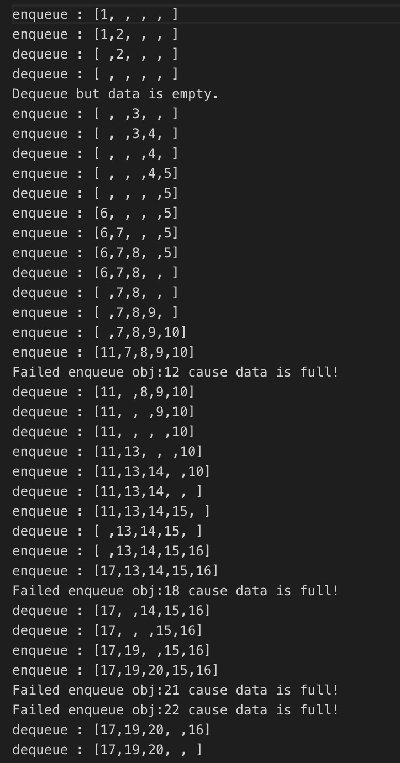 enqueue : [1, , , , ]
enqueue : [1,2, , , ]
dequeue : [ ,2, , , ]
dequeue : [ , , , , ]
Dequeue but data is empty.
enqueue : [ , ,3, , ]
enqueue : [ , ,3,4, ]
dequeue : [ , , ,4, ]
enqueue : [ , , ,4,5]
dequeue : [ , , , ,5]
enqueue : [6, , , ,5]
enqueue : [6,7, , ,5]
enqueue : [6,7,8, ,5]
dequeue : [6,7,8, , ]
dequeue : [ ,7,8, , ]
enqueue : [ ,7,8,9, ]
enqueue : [ ,7,8,9,10]
enqueue : [11,7,8,9,10]
Failed enqueue obj:12 cause data is full!
dequeue : [11, ,8,9,10]
dequeue : [11, , ,9,10]
dequeue : [11, , , ,10]
enqueue : [11,13, , ,10]
enqueue : [11,13,14, ,10]
dequeue : [11,13,14, , ]
enqueue : [11,13,14,15, ]
dequeue : [ ,13,14,15, ]
enqueue : [ ,13,14,15,16]
enqueue : [17,13,14,15,16]
Failed enqueue obj:18 cause data is full!
dequeue : [17, ,14,15,16]
dequeue : [17, , ,15,16]
enqueue : [17,19, ,15,16]
enqueue : [17,19,20,15,16]
Failed enqueue obj:21 cause data is full!
Failed enqueue obj:22 cause data is full!
dequeue : [17,19,20, ,16]
dequeue : [17,19,20, , ]